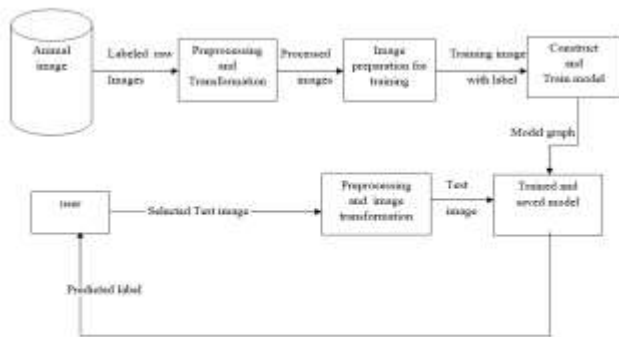 Animal
image
Labeled raw
Images
Preprocessing
and
Transformation
Processed
images
Image
preparation for
training
Training image
with label
Construct
and
Train model
Model graph
user
Selected Test image
Preprocessing
and image
transformation
Test
image
Trained and
saved model
Predicted label